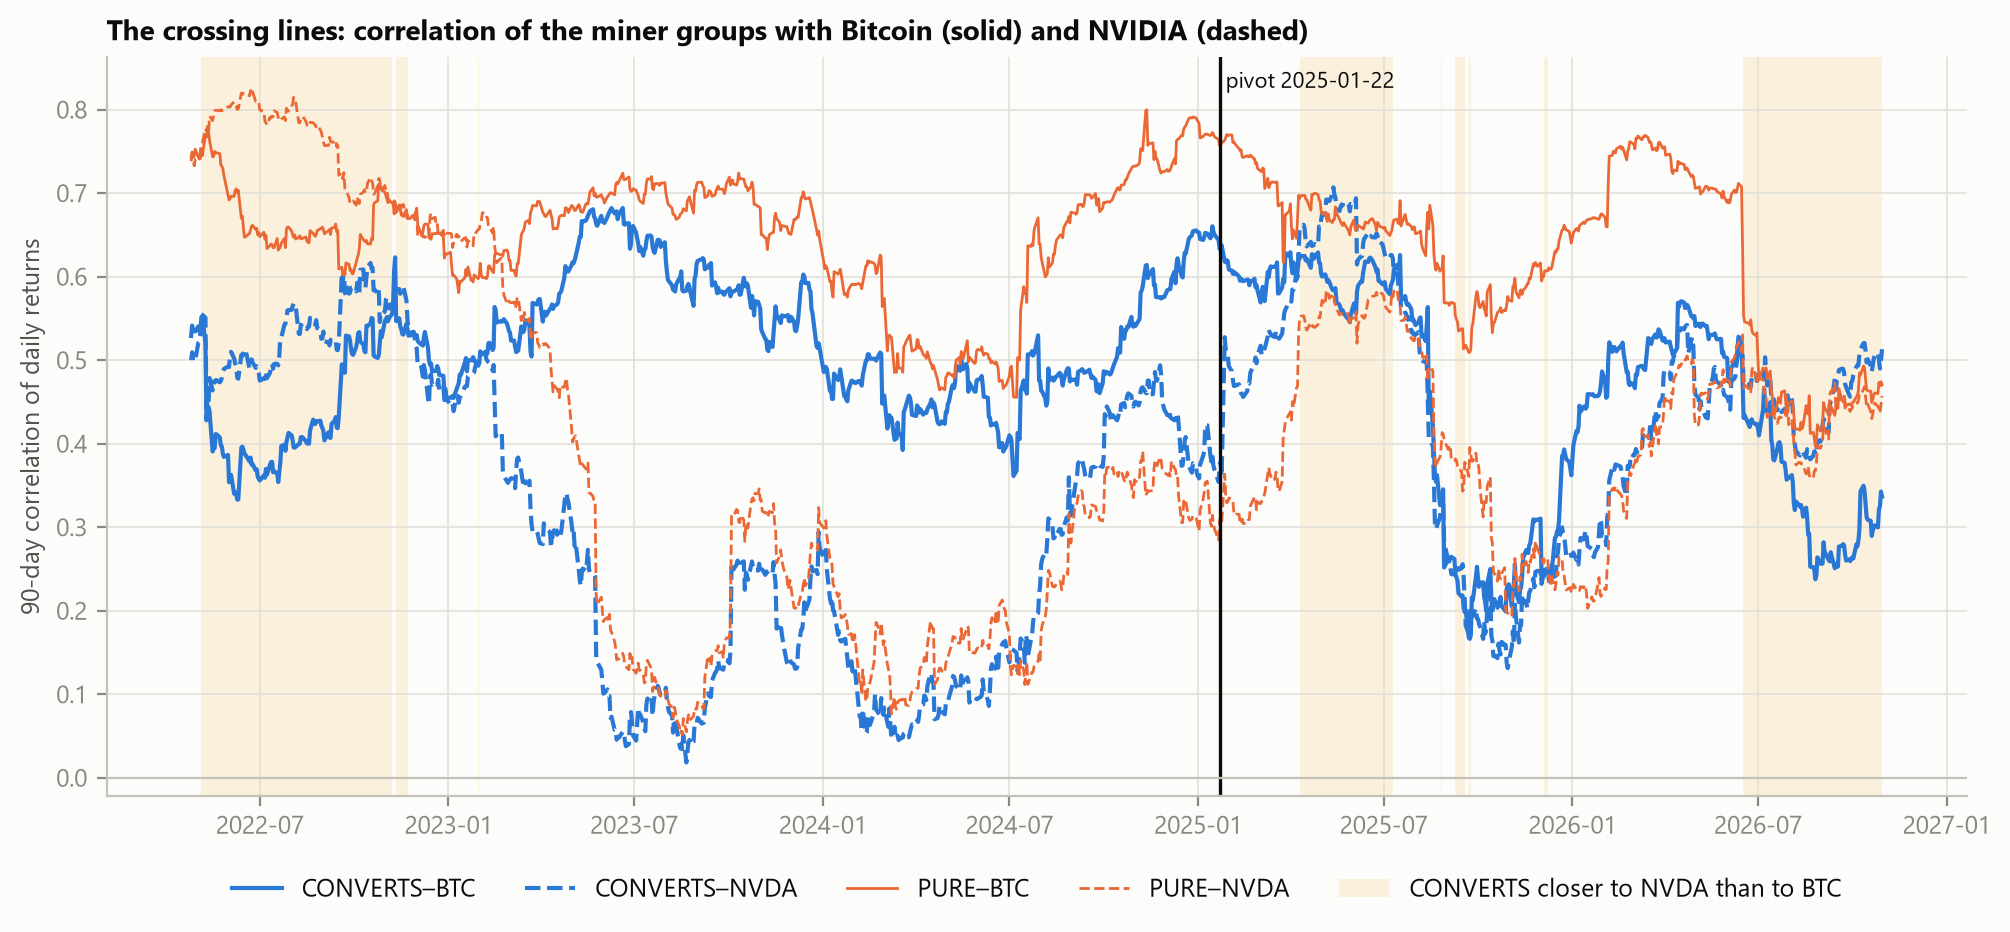 The crossing lines: correlation of the miner groups with Bitcoin (solid) and NVIDIA (dashed)
pivot 2025-01-22
90-day correlation of daily returns
0.8
0.7
0.6
0.5
0.4
0.3
0.2
0.1
0.0
2022-07 2023-01 2023-07 2024-01 2024-07 2025-01 2025-07 2026-01 2026-07 2027-01
CONVERTS–BTC CONVERTS–NVDA PURE–BTC PURE–NVDA CONVERTS closer to NVDA than to BTC